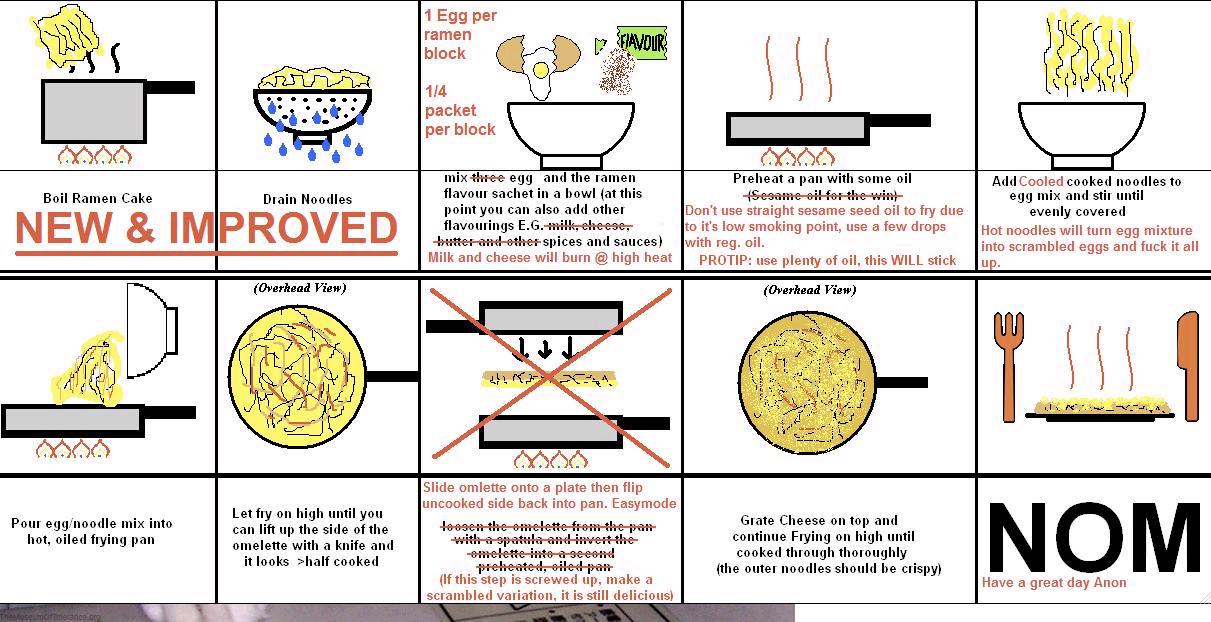 FlAVOUR
1 Egg per
ramen
block
1/4
packet
per block
Boil Ramen Cake
Drain Noodles
NEW & IMPROVED
mix three egg and the ramen
flavour sachet in a bowl (at this
point you can also add other
flavourings E.G. milk, cheese,
butter and other spices and sauces)
Milk and cheese will burn @ high heat
Preheat a pan with some oil
(Sesame oil for the win)
Don't use straight sesame seed oil to fry due
to it's low smoking point, use a few drops
with reg. oil.
PROTIP: use plenty of oil, this WILL stick
Add Cooled cooked noodles to
egg mix and stir until
evenly covered
Hot noodles will turn egg mixture
into scrambled eggs and fuck it all
up.
(Overhead View)
(Overhead View)
Pour egg/noodle mix into
hot, oiled frying pan
Let fry on high until you
can lift up the side of the
omelette with a knife and
it looks >half cooked
Slide omlette onto a plate then flip
uncooked side back into pan. Easymode
loosen the omelette from the pan
with a spatula and invert the
omelette into a second
preheated, oiled pan
(If this step is screwed up, make a
scrambled variation, it is still delicious)
Grate Cheese on top and
continue Frying on high until
cooked through thoroughly
(the outer noodles should be crispy)
NOM
Have a great day Anon